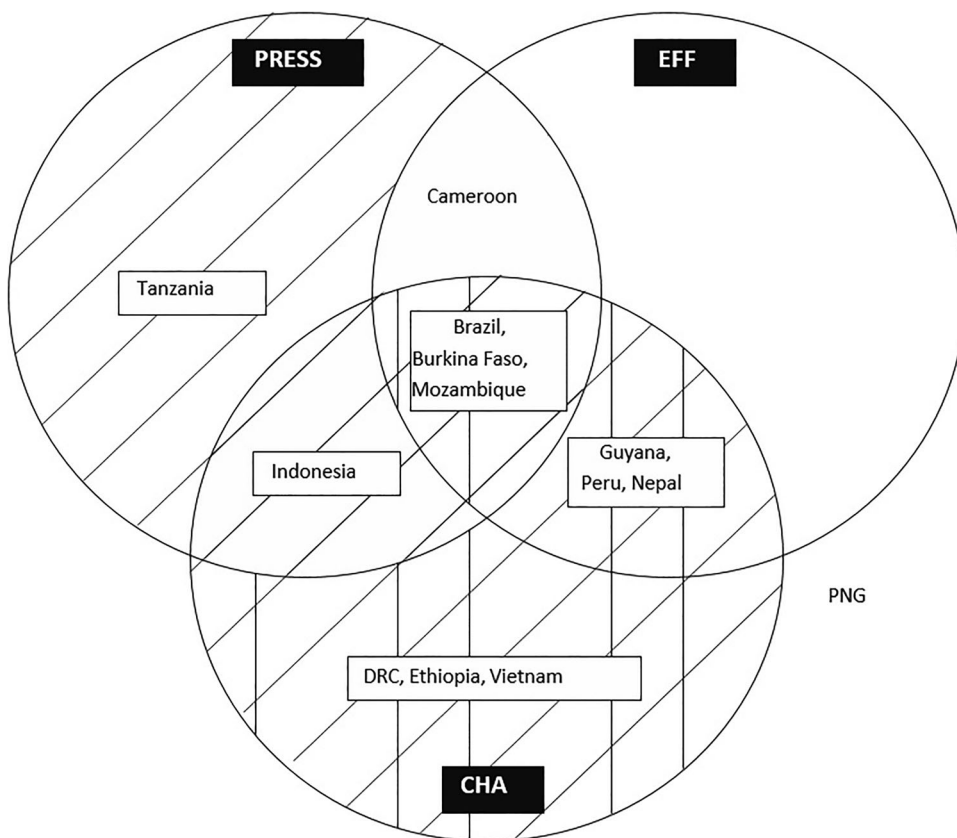 PRESS
EFF
Cameroon
Tanzania
Brazil,
Burkina Faso,
Mozambique
Guyana,
Peru, Nepal
Indonesia
PNG
DRC, Ethiopia, Vietnam
CHA